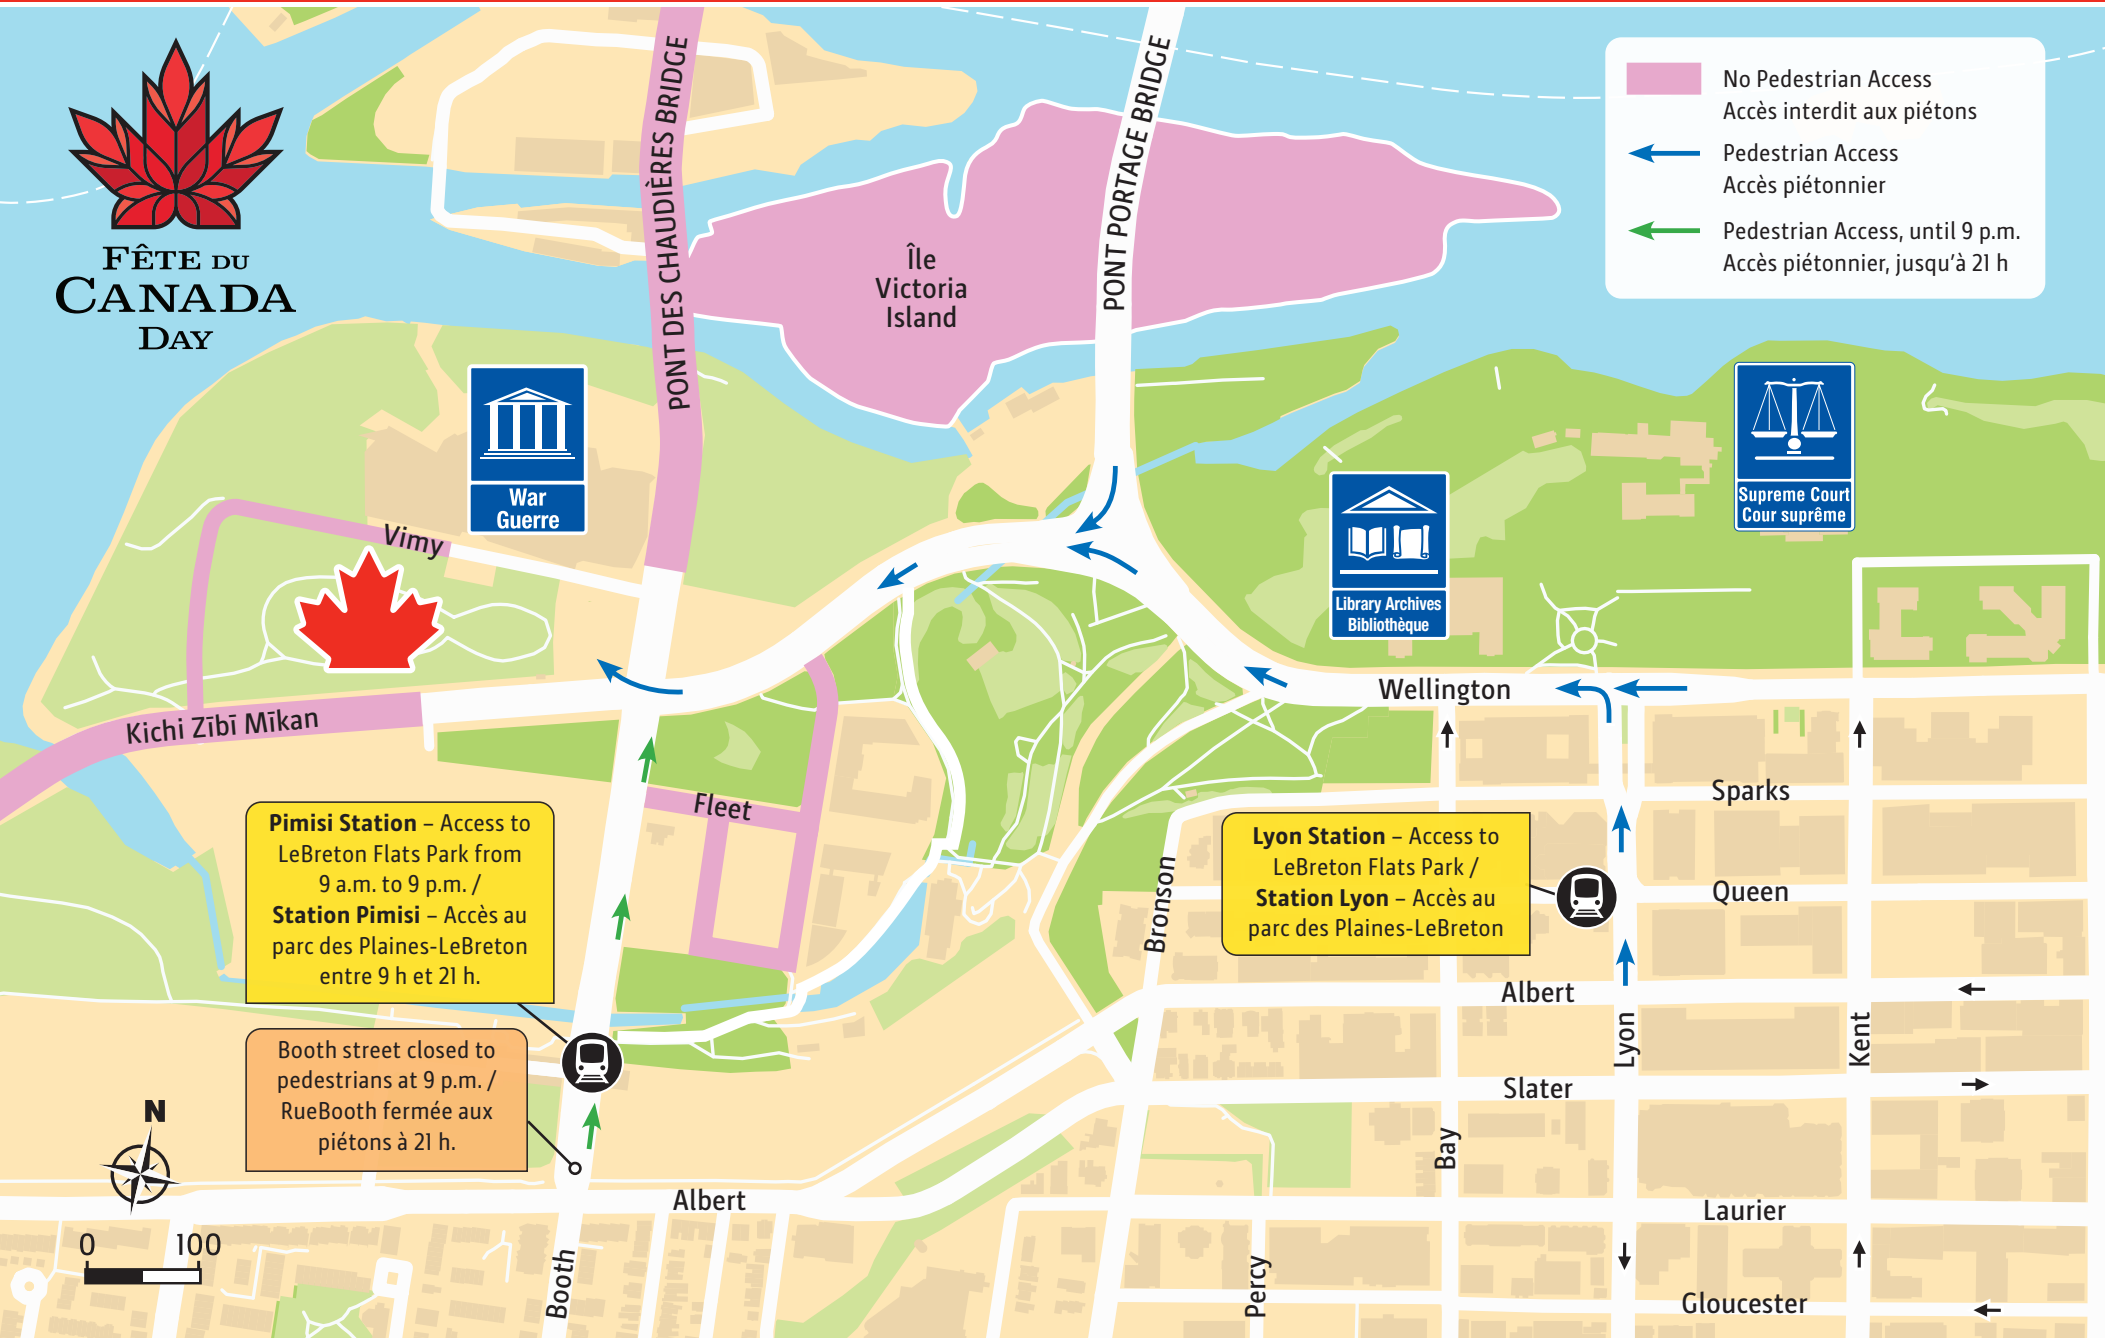 FÊTE DU
CANADA
DAY
PONT DES CHAUDIÈRES BRIDGE
PONT PORTAGE BRIDGE
No Pedestrian Access
Accès interdit aux piétons
Pedestrian Access
Accès piétonnier
Pedestrian Access, until 9 p.m.
Accès piétonnier, jusqu'à 21 h
Île
Victoria
Island
War
Guerre
Supreme Court
Cour suprême
Library Archives
Bibliothèque
Vimy
Kichi Zībī Mīkan
Wellington
Fleet
Sparks
Pimisi Station – Access to
LeBreton Flats Park from
9 a.m. to 9 p.m. /
Station Pimisi – Accès au
parc des Plaines-LeBreton
entre 9 h et 21 h.
Lyon Station – Access to
LeBreton Flats Park /
Station Lyon – Accès au
parc des Plaines-LeBreton
Queen
Bronson
Albert
Lyon
Kent
Booth street closed to
pedestrians at 9 p.m. /
RueBooth fermée aux
piétons à 21 h.
Slater
N
Bay
Albert
Laurier
0 100
Booth
Percy
Gloucester